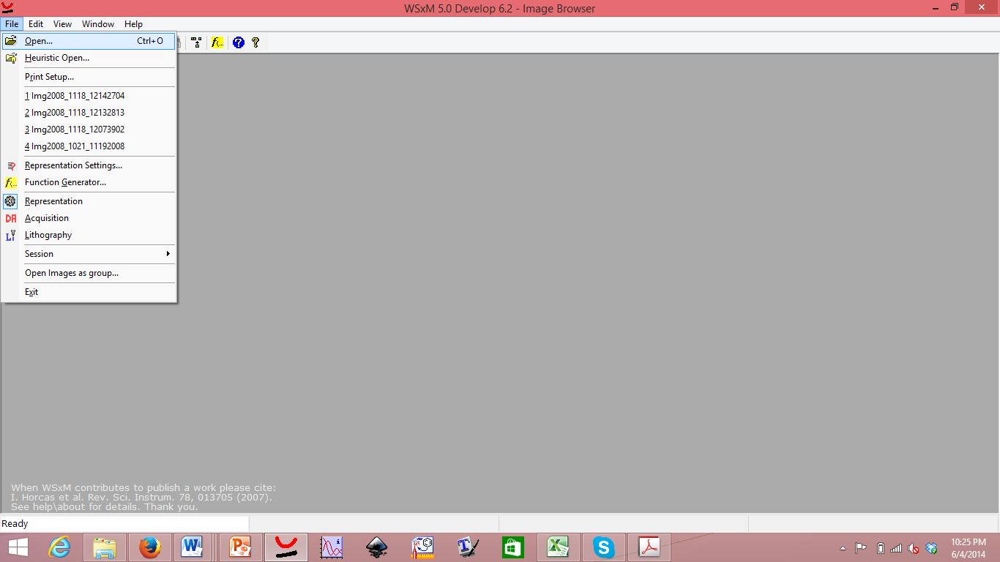 WSxM 5.0 Develop 6.2 - Image Browser
File Edit View Window Help
Open... Ctrl+O
Heuristic Open...
Print Setup...
1 Img2008_1118_12142704
2 Img2008_1118_12132813
3 Img2008_1118_12073902
4 Img2008_1021_11192008
Representation Settings...
Function Generator...
Representation
Acquisition
Lithography
Session
Open Images as group...
Exit
When WSxM contributes to publish a work please cite:
I. Horcas et al. Rev. Sci. Instrum. 78, 013705 (2007).
See help\about for details. Thank you.
Ready
10:25 PM
6/4/2014